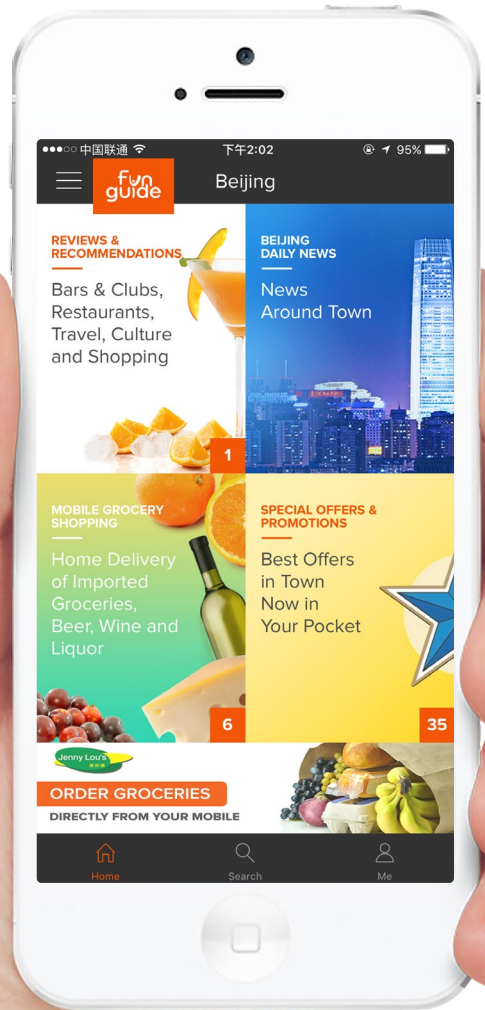 中国联通
下午2:02
95%
fun
guide
Beijing
REVIEWS &
RECOMMENDATIONS
Bars & Clubs,
Restaurants,
Travel, Culture
and Shopping
1
BEIJING
DAILY NEWS
News
Around Town
MOBILE GROCERY
SHOPPING
Home Delivery
of Imported
Groceries,
Beer, Wine and
Liquor
6
SPECIAL OFFERS &
PROMOTIONS
Best Offers
in Town
Now in
Your Pocket
35
Jenny Lou's
ORDER GROCERIES
DIRECTLY FROM YOUR MOBILE
Home
Search
Me